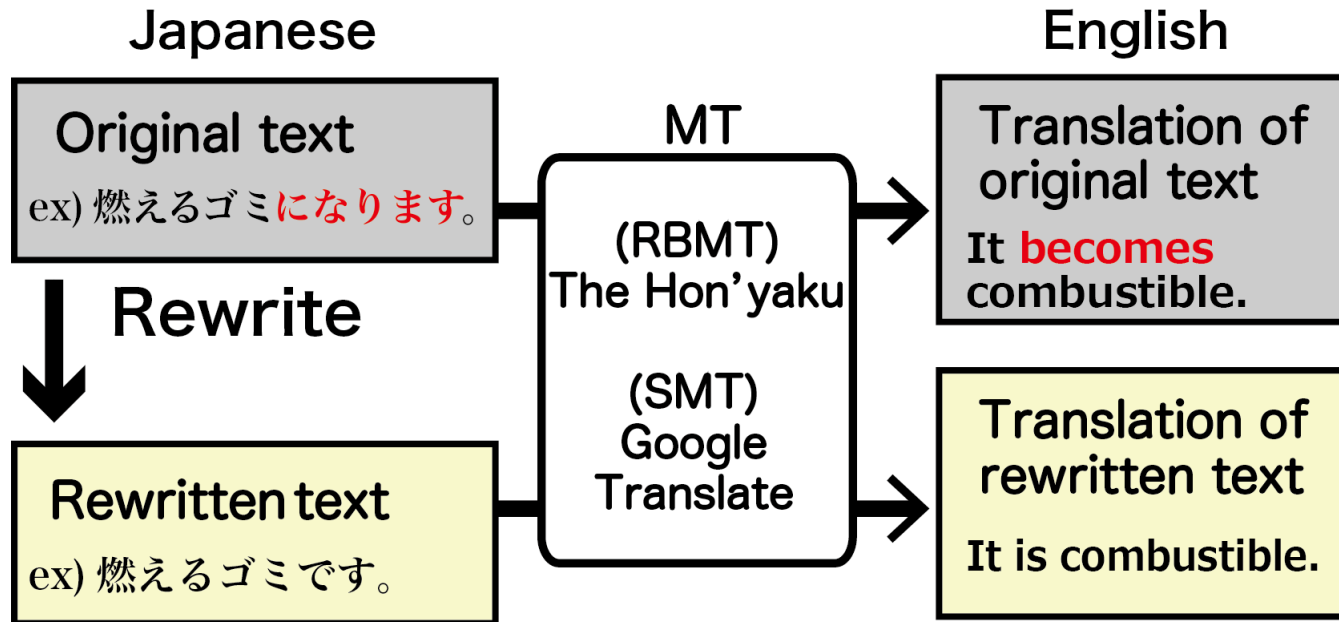 Japanese
English
Original text
ex) 燃えるゴミになります。
Rewrite
Rewritten text
ex) 燃えるゴミです。
MT
(RBMT)
The Hon’yaku
(SMT)
Google
Translate
Translation of
original text
It becomes
combustible.
Translation of
rewritten text
It is combustible.